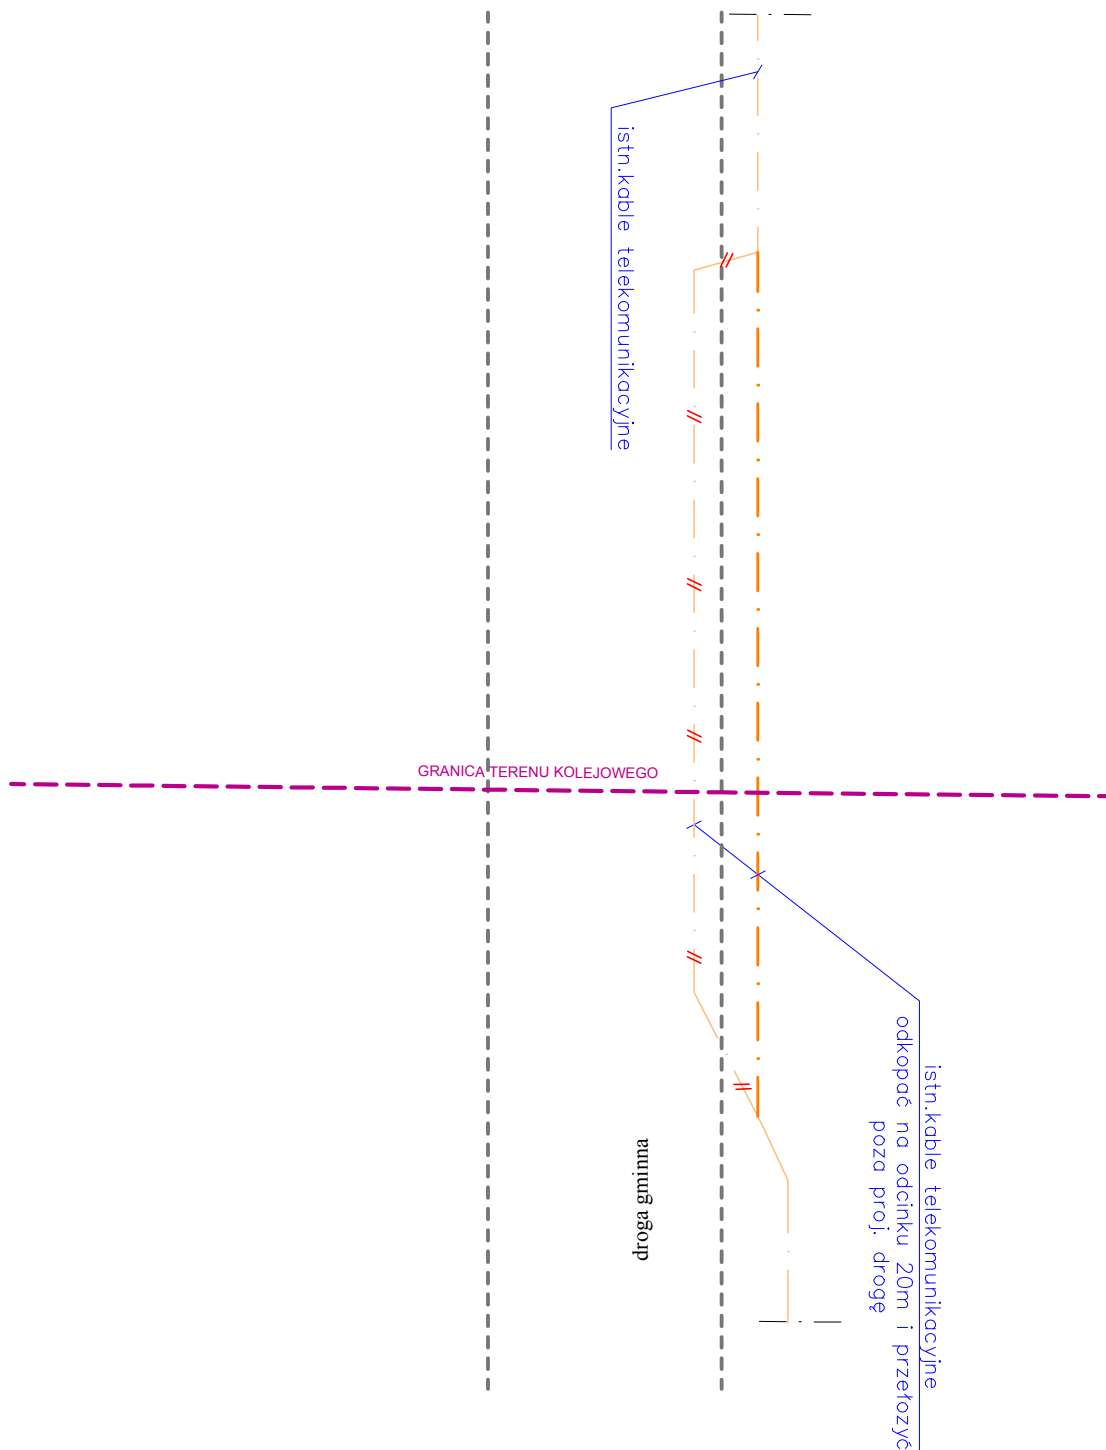 istn.kable telekomunikacyjne
GRANICA TERENU KOLEJOWEGO
istn.kable telekomunikacyjne
odkopać na odcinku 20m i przełożyć
poza proj. drogę
droga gminna